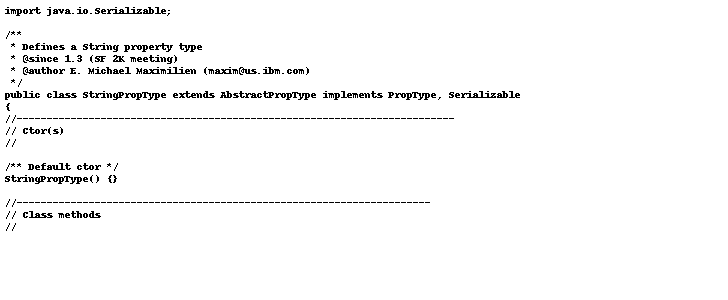 import java.io.Serializable;
/**
* Defines a String property type
* @since 1.3 (SF 2K meeting)
* @author E. Michael Maximilien (maxim@us.ibm.com)
*/
public class StringPropType extends AbstractPropType implements PropType, Serializable
{
//-------------------------------------------------------------------------
// Ctor(s)
//
/** Default ctor */
StringPropType() {}
//---------------------------------------------------------------------
// Class methods
//